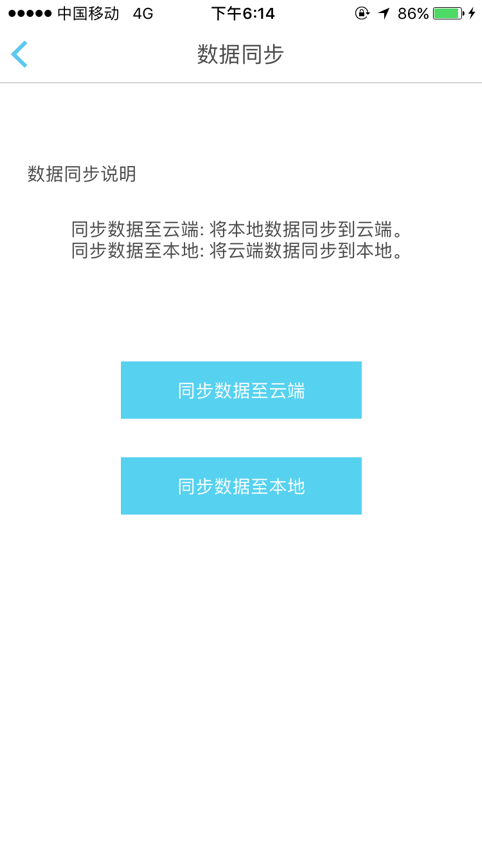 中国移动 4G 下午6:14 86%
数据同步
数据同步说明
同步数据至云端: 将本地数据同步到云端。
同步数据至本地: 将云端数据同步到本地。
同步数据至云端
同步数据至本地